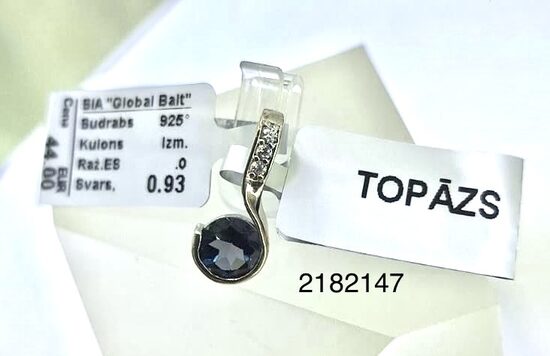 SIA "Global Balt"
Sudrabs 925°
Kulons Izm.
Raž.ES .0
Svars, 0.93
Cena EUR
44.00
TOPĀZS
2182147